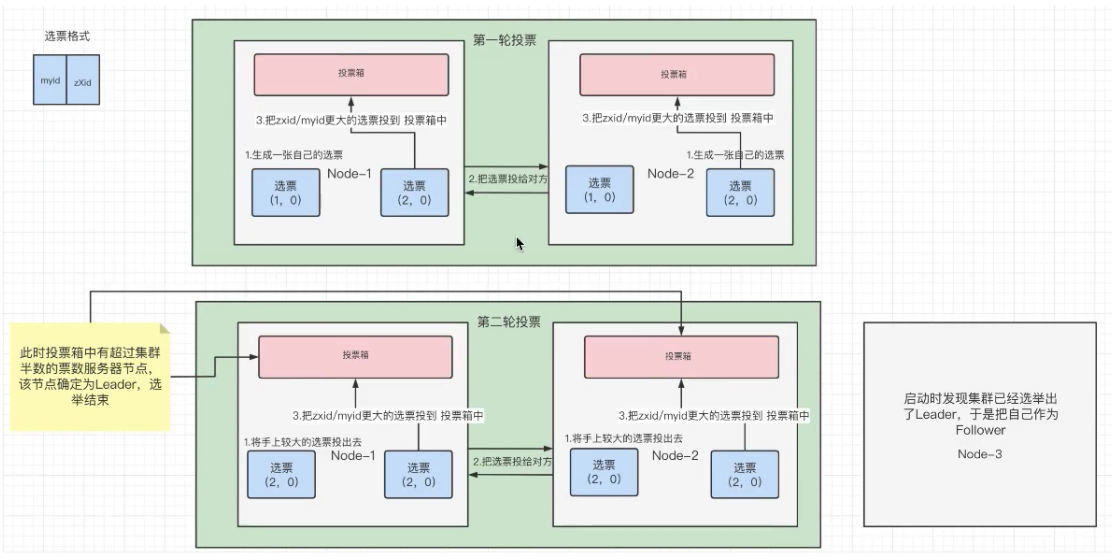 选票格式
myid
zXid
第一轮投票
投票箱
3.把zxid/myid更大的选票投到 投票箱中
1.生成一张自己的选票
Node-1
选票
(1, 0)
选票
(2, 0)
2.把选票投给对方
投票箱
3.把zxid/myid更大的选票投到 投票箱中
1.生成一张自己的选票
Node-2
选票
(1, 0)
选票
(2, 0)
此时投票箱中有超过集群
半数的票数服务器节点,
该节点确定为Leader, 选
举结束
第二轮投票
投票箱
3.把zxid/myid更大的选票投到 投票箱中
1.将手上较大的选票投出去
Node-1
选票
(2, 0)
选票
(2, 0)
2.把选票投给对方
投票箱
3.把zxid/myid更大的选票投到 投票箱中
1.将手上较大的选票投出去
Node-2
选票
(2, 0)
选票
(2, 0)
启动时发现集群已经选举出
了Leader, 于是把自己作为
Follower
Node-3